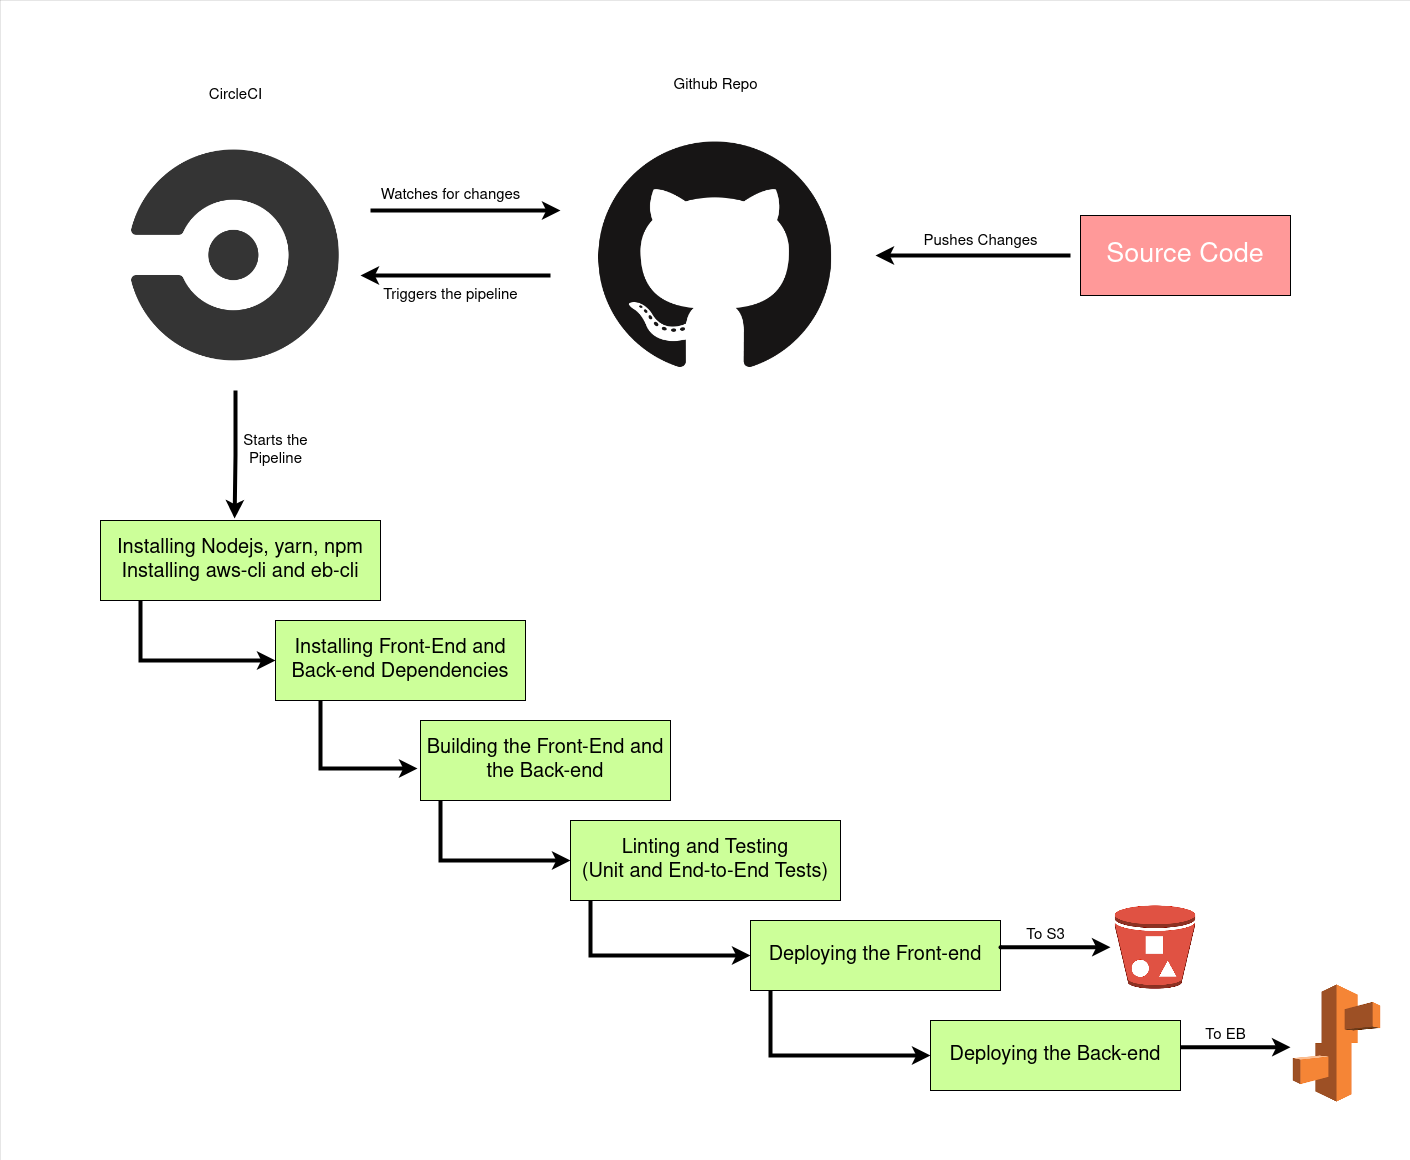 CircleCI
Github Repo
Watches for changes
Triggers the pipeline
Pushes Changes
Source Code
Starts the
Pipeline
Installing Nodejs, yarn, npm
Installing aws-cli and eb-cli
Installing Front-End and
Back-end Dependencies
Building the Front-End and
the Back-end
Linting and Testing
(Unit and End-to-End Tests)
Deploying the Front-end
To S3
Deploying the Back-end
To EB